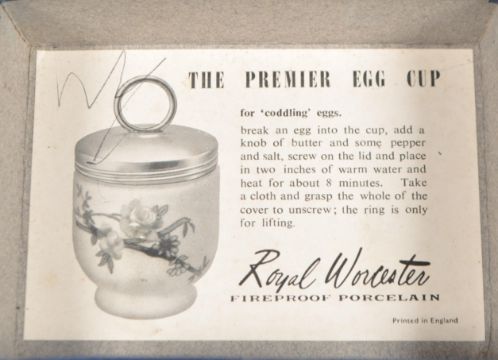 THE PREMIER EGG CUP
for 'coddling' eggs.
break an egg into the cup, add a
knob of butter and some pepper
and salt, screw on the lid and place
in two inches of warm water and
heat for about 8 minutes. Take
a cloth and grasp the whole of the
cover to unscrew; the ring is only
for lifting.
Royal Worcester
FIREPROOF PORCELAIN
Printed in England